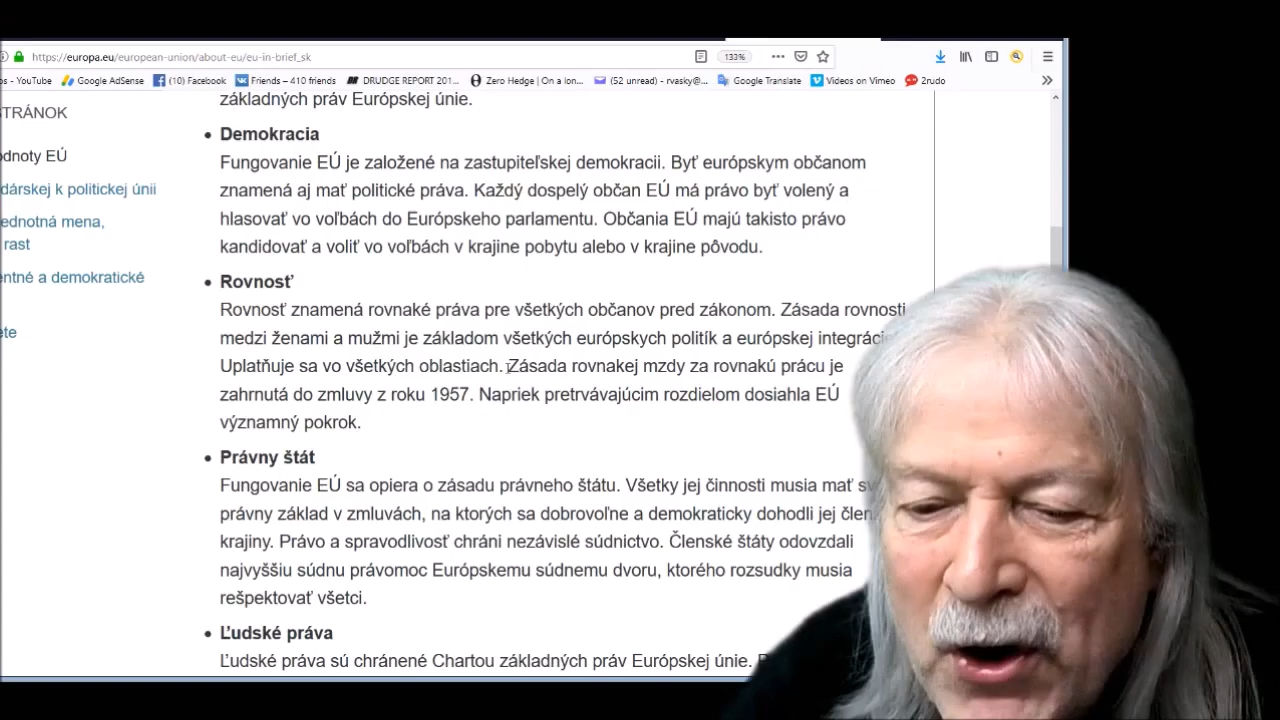 https://europa.eu/european-union/about-eu/eu-in-brief_sk
133%
s - YouTube
Google AdSense
(10) Facebook
Friends – 410 friends
DRUDGE REPORT 201...
Zero Hedge | On a lon...
(52 unread) - rvasky@...
Google Translate
Videos on Vimeo
2rudo
základných práv Európskej únie.
STRÁNOK
odnoty EÚ
dárskej k politickej únii
ednotná mena,
rast
entné a demokratické
ete
• Demokracia
Fungovanie EÚ je založené na zastupiteľskej demokracii. Byť európskym občanom
znamená aj mať politické práva. Každý dospelý občan EÚ má právo byť volený a
hlasovať vo voľbách do Európskeho parlamentu. Občania EÚ majú takisto právo
kandidovať a voliť vo voľbách v krajine pobytu alebo v krajine pôvodu.
• Rovnosť
Rovnosť znamená rovnaké práva pre všetkých občanov pred zákonom. Zásada rovnosti
medzi ženami a mužmi je základom všetkých európskych politík a európskej integrácie
Uplatňuje sa vo všetkých oblastiach. Zásada rovnakej mzdy za rovnakú prácu je
zahrnutá do zmluvy z roku 1957. Napriek pretrvávajúcim rozdielom dosiahla EÚ
významný pokrok.
• Právny štát
Fungovanie EÚ sa opiera o zásadu právneho štátu. Všetky jej činnosti musia mať sv
právny základ v zmluvách, na ktorých sa dobrovoľne a demokraticky dohodli jej člen
krajiny. Právo a spravodlivosť chráni nezávislé súdnictvo. Členské štáty odovzdali
najvyššiu súdnu právomoc Európskemu súdnemu dvoru, ktorého rozsudky musia
rešpektovať všetci.
• Ľudské práva
Ľudské práva sú chránené Chartou základných práv Európskej únie.